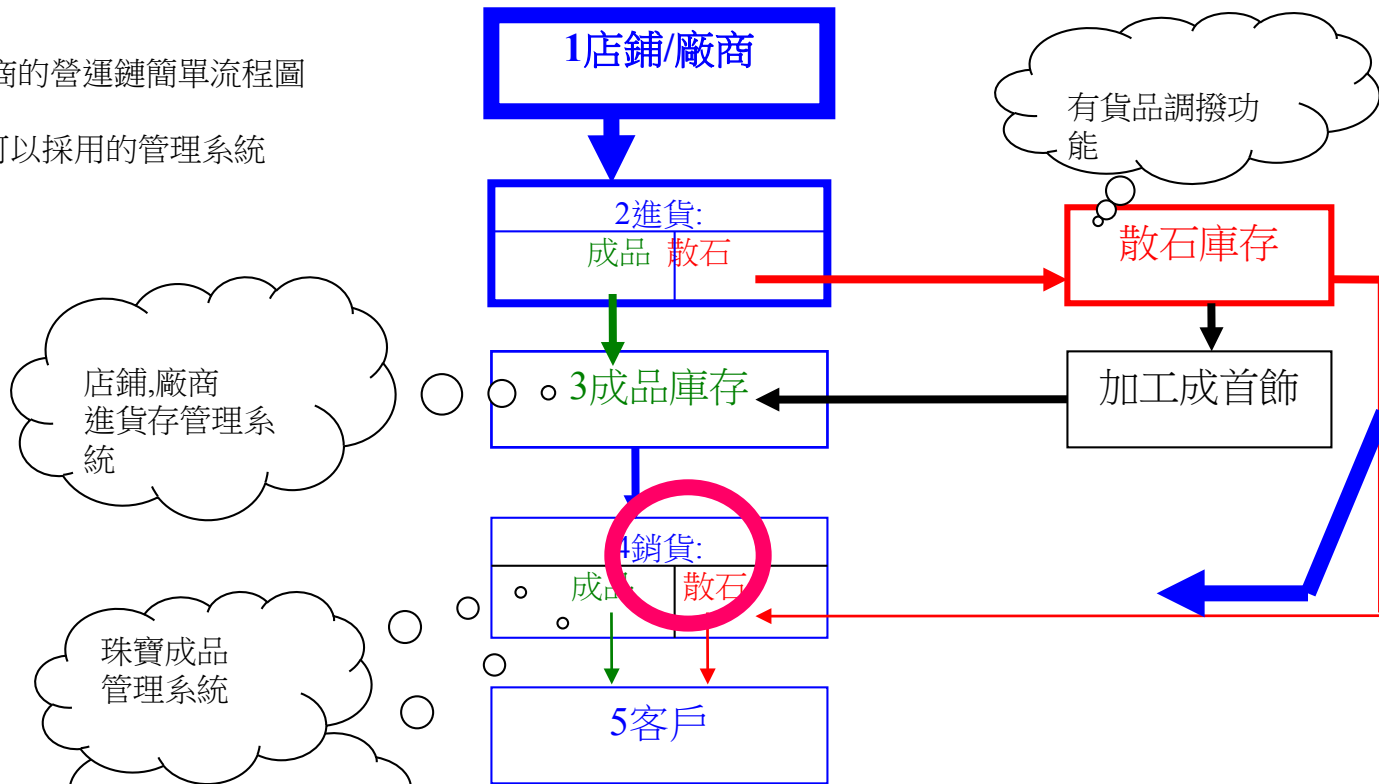 商的營運鏈簡單流程圖
可以採用的管理系統
1店鋪/廠商
有貨品調撥功
能
2進貨:
成品 散石
散石庫存
店鋪,廠商
進貨存管理系
統
3成品庫存
加工成首飾
4銷貨:
成品 散石
珠寶成品
管理系統
5客戶